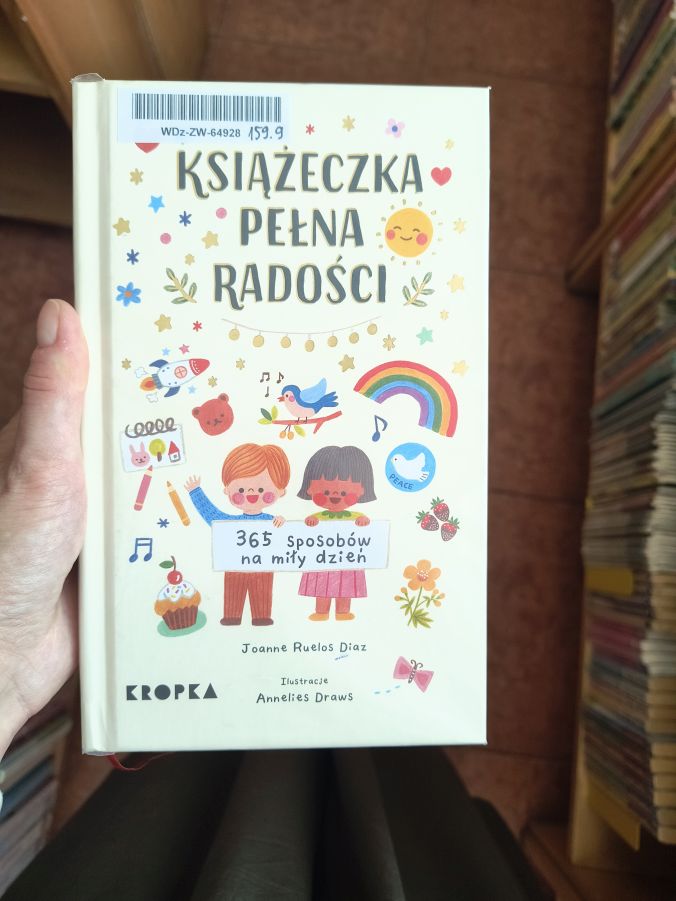 WDz-ZW-64928 159.9
KSIĄŻECZKA
PEŁNA
RADOŚCI
PEACE
365 sposobów
na miły dzień
Joanne Ruelos Diaz
Ilustracje
Annelies Draws
KROPKA